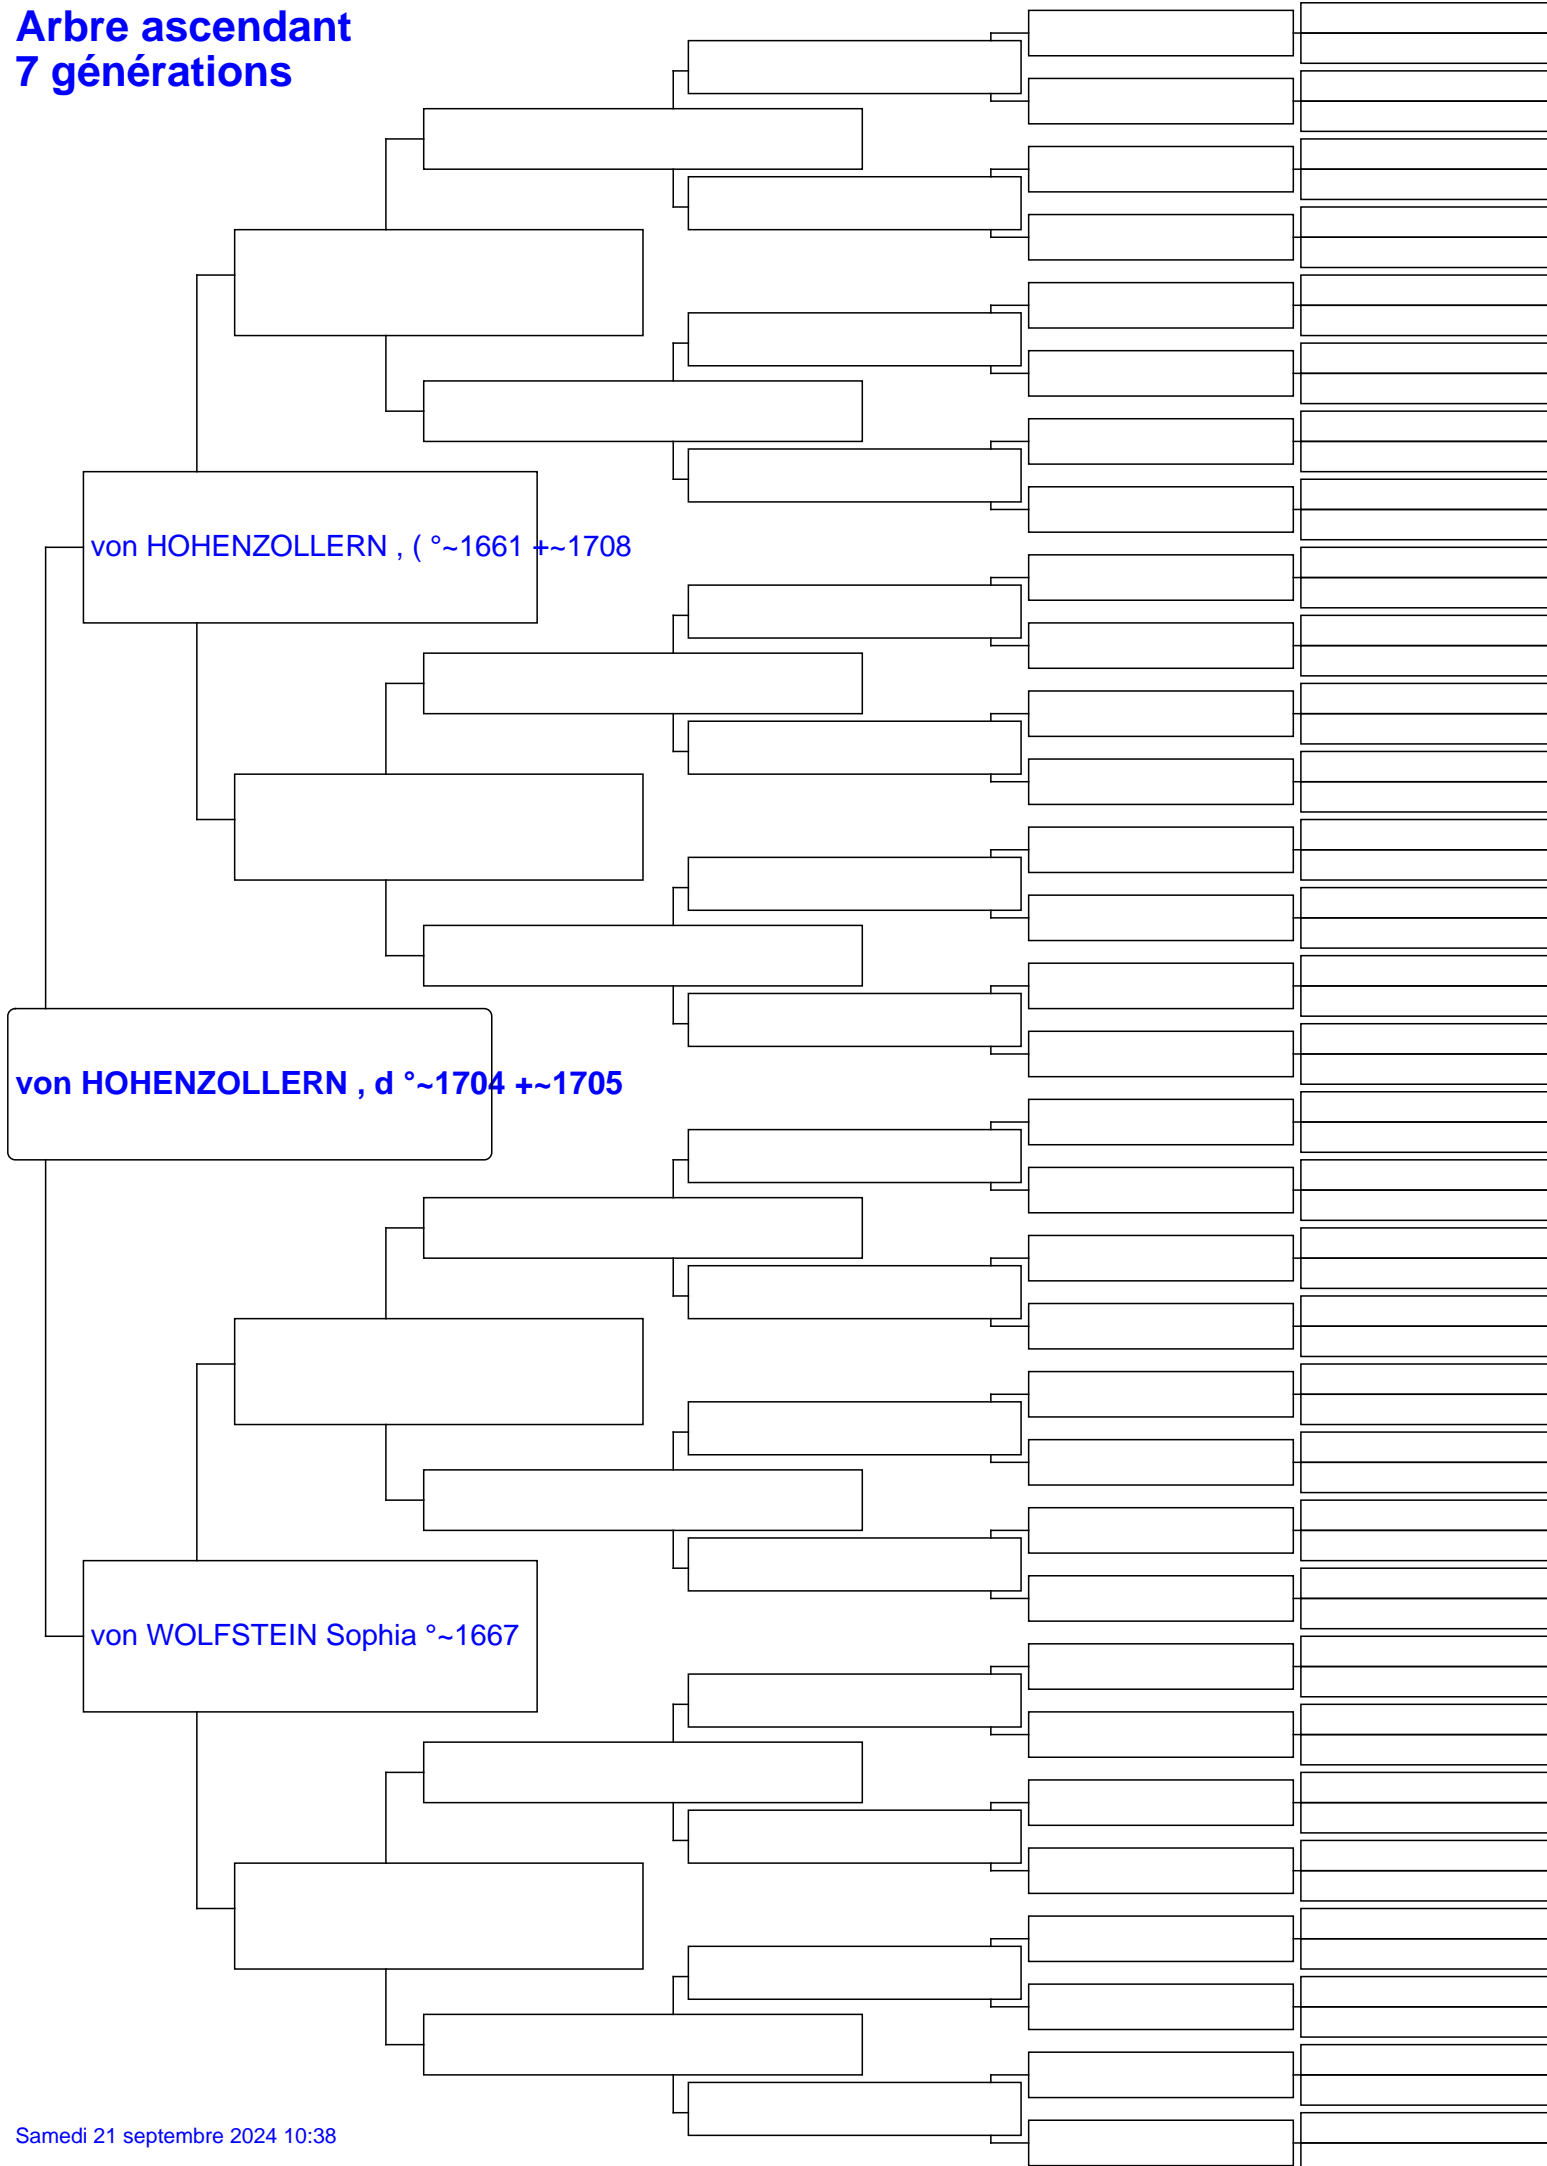 Arbre ascendant
7 générations
von HOHENZOLLERN , ( °~1661 +~1708
von HOHENZOLLERN , d °~1704 +~1705
von WOLFSTEIN Sophia °~1667
Samedi 21 septembre 2024 10:38